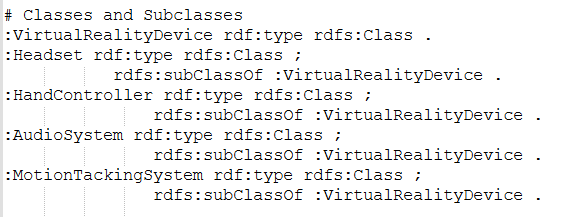 # Classes and Subclasses
:VirtualRealityDevice rdf:type rdfs:Class .
:Headset rdf:type rdfs:Class ;
rdfs:subClassOf :VirtualRealityDevice .
:HandController rdf:type rdfs:Class ;
rdfs:subClassOf :VirtualRealityDevice .
:AudioSystem rdf:type rdfs:Class ;
rdfs:subClassOf :VirtualRealityDevice .
:MotionTackingSystem rdf:type rdfs:Class ;
rdfs:subClassOf :VirtualRealityDevice .